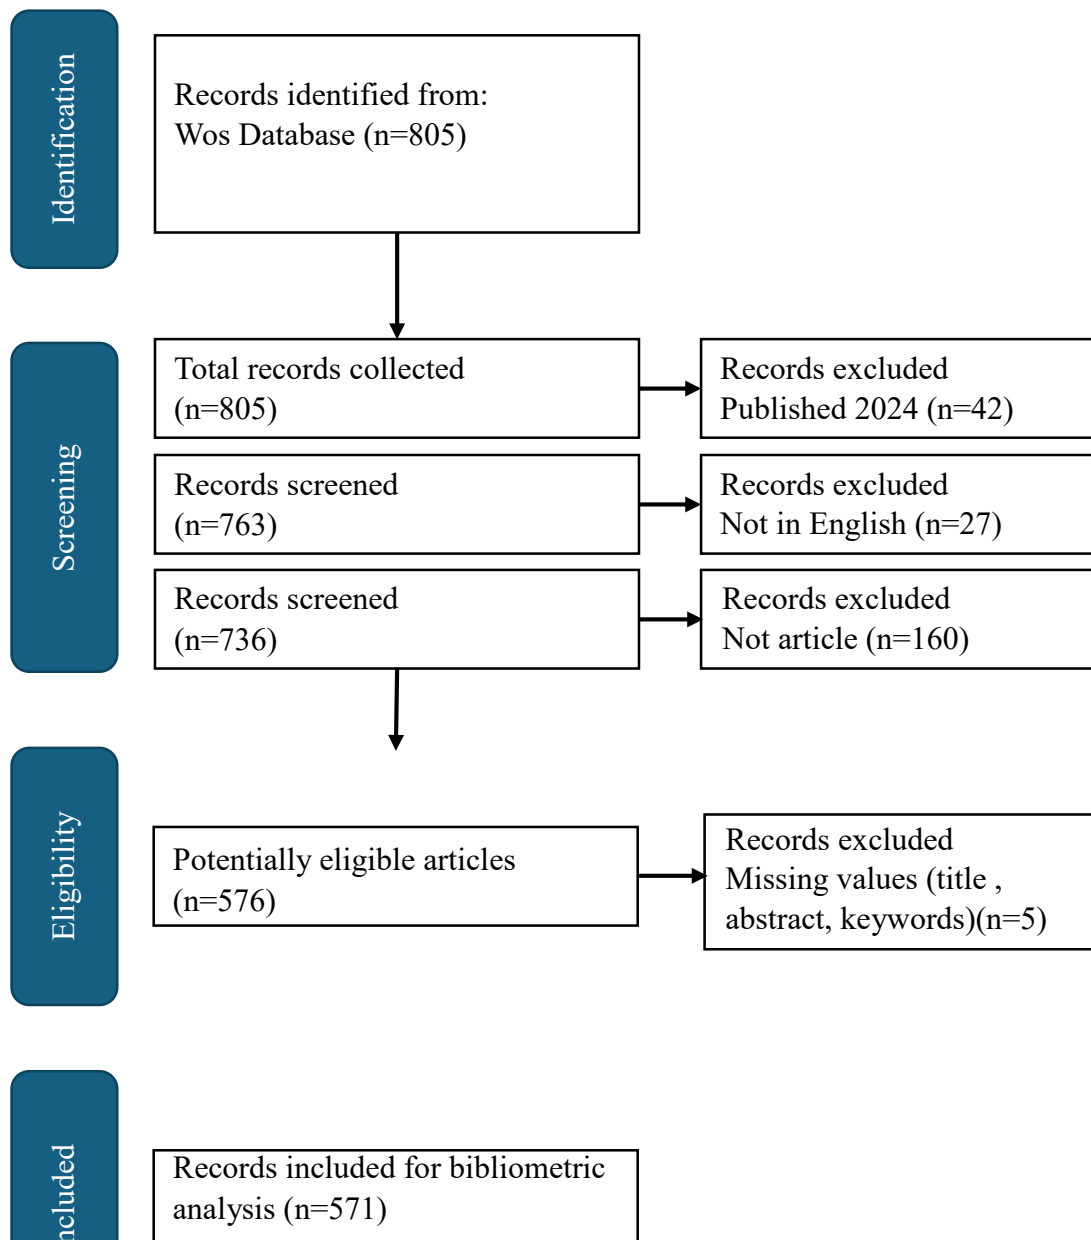 Identification
Records identified from:
Wos Database (n=805)
Screening
Total records collected
(n=805)
Records excluded
Published 2024 (n=42)
Records screened
(n=763)
Records excluded
Not in English (n=27)
Records screened
(n=736)
Records excluded
Not article (n=160)
Eligibility
Potentially eligible articles
(n=576)
Records excluded
Missing values (title ,
abstract, keywords)(n=5)
ncluded
Records included for bibliometric
analysis (n=571)